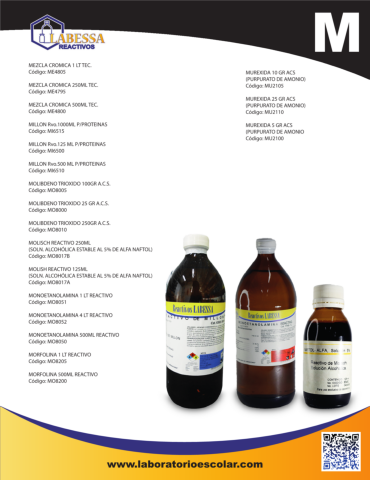 LABESSA
REACTIVOS
M
MEZCLA CROMICA 1 LT TEC.
Código: ME4805
MEZCLA CROMICA 250ML TEC.
Código: ME4795
MEZCLA CROMICA 500ML TEC.
Código: ME4800
MILLON Rvo.1000ML P/PROTEINAS
Código: MI6515
MILLON Rvo.125 ML P/PROTEINAS
Código: MI6500
MILLON Rvo.500 ML P/PROTEINAS
Código: MI6510
MOLIBDENO TRIOXIDO 100GR A.C.S.
Código: MO8005
MOLIBDENO TRIOXIDO 25 GR A.C.S.
Código: MO8000
MOLIBDENO TRIOXIDO 250GR A.C.S.
Código: MO8010
MOLISCH REACTIVO 250ML
(SOLN. ALCOHÓLICA ESTABLE AL 5% DE ALFA NAFTOL)
Código: MO8017B
MOLISH REACTIVO 125ML
(SOLN. ALCOHÓLICA ESTABLE AL 5% DE ALFA NAFTOL)
Código: MO8017A
MONOETANOLAMINA 1 LT REACTIVO
Código: MO8051
MONOETANOLAMINA 4 LT REACTIVO
Código: MO8052
MONOETANOLAMINA 500ML REACTIVO
Código: MO8050
MORFOLINA 1 LT REACTIVO
Código: MO8205
MORFOLINA 500ML REACTIVO
Código: MO8200
MUREXIDA 10 GR ACS
(PURPURATO DE AMONIO)
Código: MU2105
MUREXIDA 25 GR ACS
(PURPURATO DE AMONIO)
Código: MU2110
MUREXIDA 5 GR ACS
(PURPURATO DE AMONIO
Código: MU2100
Reactivos LABESSA
Reactivos LABESSA
www.laboratorioescolar.com